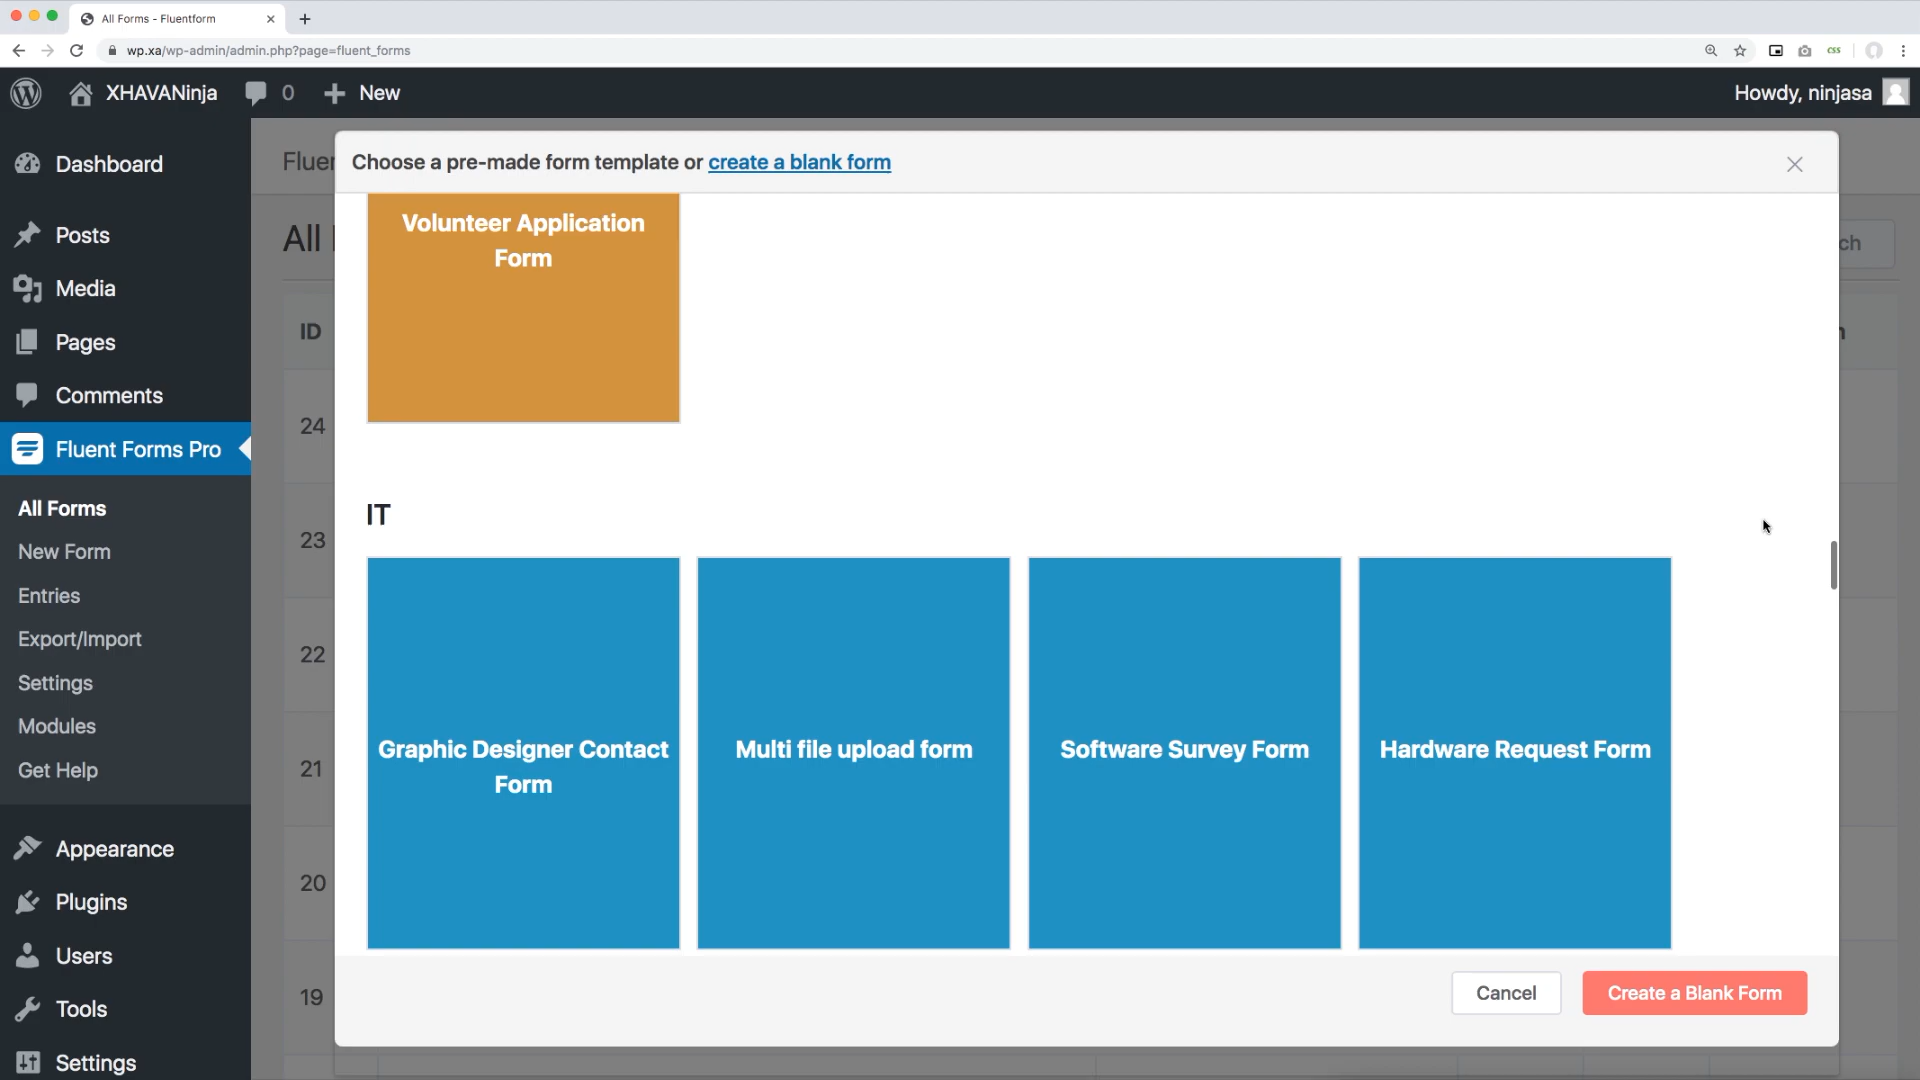 All Forms - Fluentform
wp.xa/wp-admin/admin.php?page=fluent_forms
css
XHAVANinja
0
New
Howdy, ninjasa
Dashboard
Posts
Media
Pages
Comments
Fluent Forms Pro
All Forms
New Form
Entries
Export/Import
Settings
Modules
Get Help
Appearance
Plugins
Users
Tools
Settings
All
ID
24
23
22
21
20
19
Choose a pre-made form template or create a blank form
Volunteer Application
Form
IT
Graphic Designer Contact
Form
Multi file upload form
Software Survey Form
Hardware Request Form
Cancel
Create a Blank Form